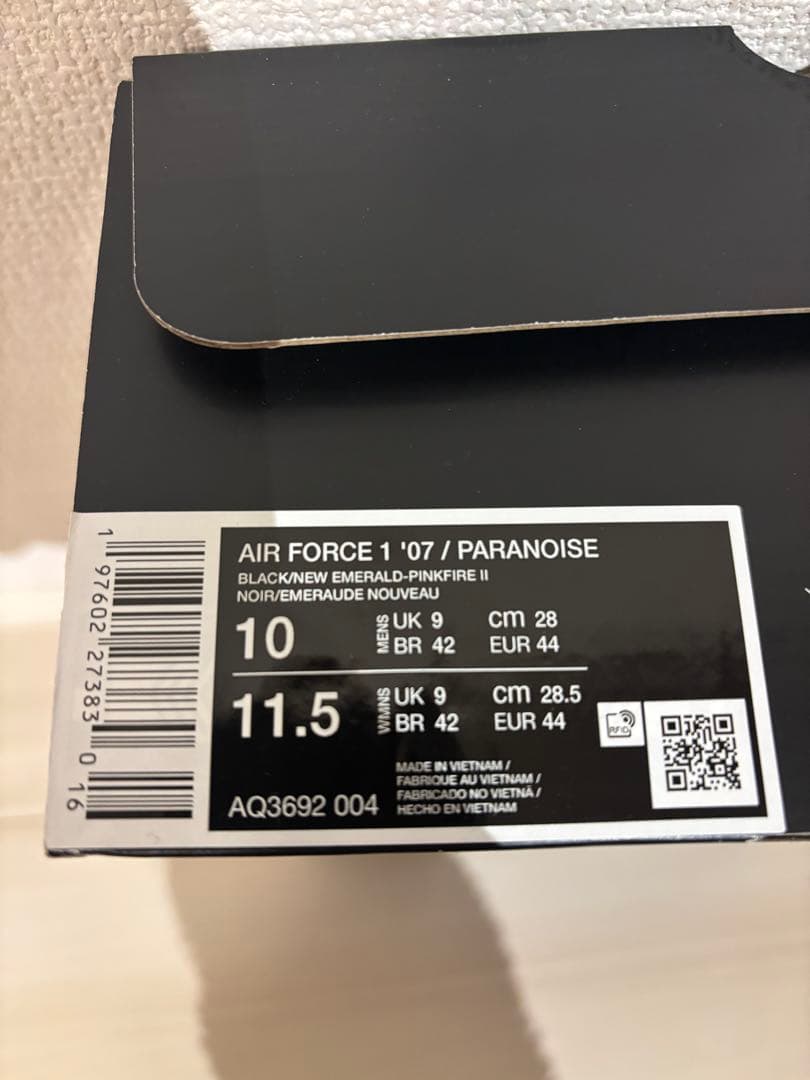 AIR FORCE 1 '07 / PARANOISE
BLACK/NEW EMERALD-PINKFIRE II
NOIR/EMERAUDE NOUVEAU
10 MENS UK 9 cm 28
BR 42 EUR 44
11.5 WMNS UK 9 cm 28.5
BR 42 EUR 44
RFID
MADE IN VIETNAM /
FABRIQUE AU VIETNAM /
FABRICADO NO VIETNÃ /
HECHO EN VIETNAM
AQ3692 004
1 97602 27383 0 16